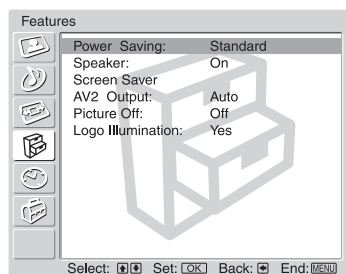 Features
Power Saving: Standard
Speaker: On
Screen Saver
AV2 Output: Auto
Picture Off: Off
Logo Illumination: Yes
Select: Set: OK Back: End: MENU